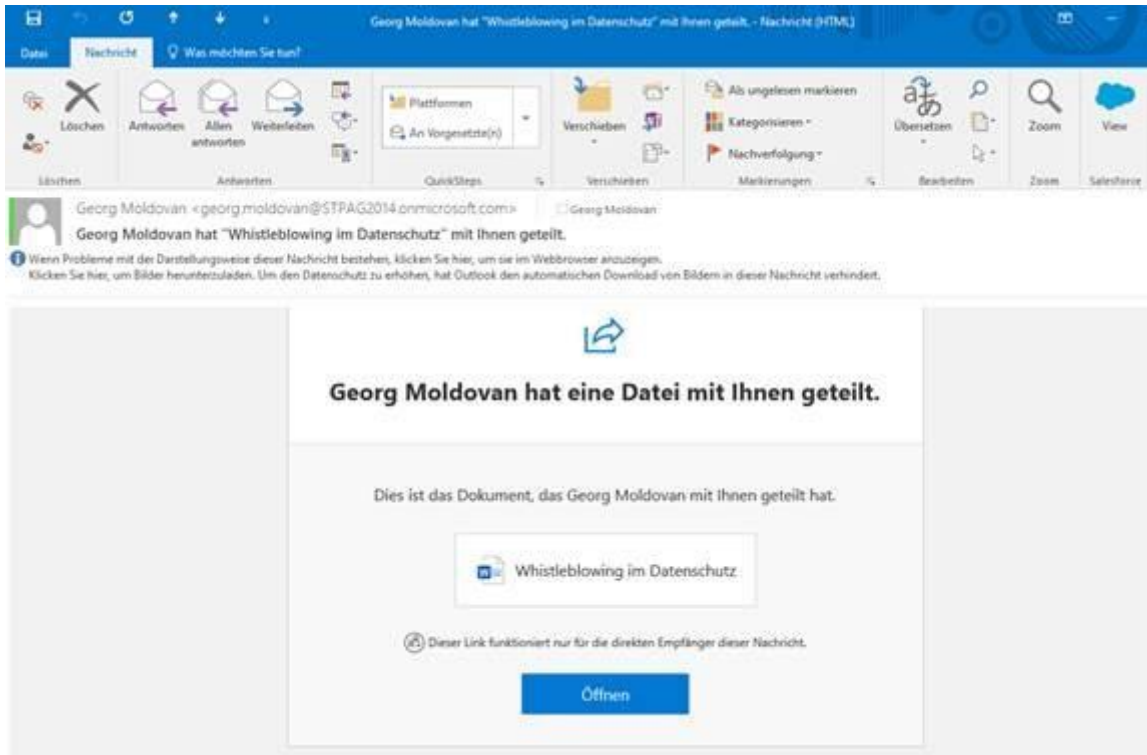 Georg Moldovan hat "Whistleblowing im Datenschutz" mit Ihnen geteilt. - Nachricht (HTML)
Datei Nachricht Was möchten Sie tun?
Löschen
Antworten Allen antworten Weiterleiten
Plattformen
An Vorgesetzte(n)
Verschieben
Als ungelesen markieren
Kategorisieren
Nachverfolgung
Übersetzen
Zoom
View
Löschen Antworten QuickSteps Verschieben Markierungen Bearbeiten Zoom Salesforce
Georg Moldovan <georg.moldovan@STPAG2014.onmicrosoft.com> Georg Moldovan
Georg Moldovan hat "Whistleblowing im Datenschutz" mit Ihnen geteilt.
Wenn Probleme mit der Darstellungsweise dieser Nachricht bestehen, klicken Sie hier, um sie im Webbrowser anzuzeigen.
Klicken Sie hier, um Bilder herunterzuladen. Um den Datenschutz zu erhöhen, hat Outlook den automatischen Download von Bildern in dieser Nachricht verhindert.
Georg Moldovan hat eine Datei mit Ihnen geteilt.
Dies ist das Dokument, das Georg Moldovan mit Ihnen geteilt hat.
Whistleblowing im Datenschutz
Dieser Link funktioniert nur für die direkten Empfänger dieser Nachricht.
Öffnen